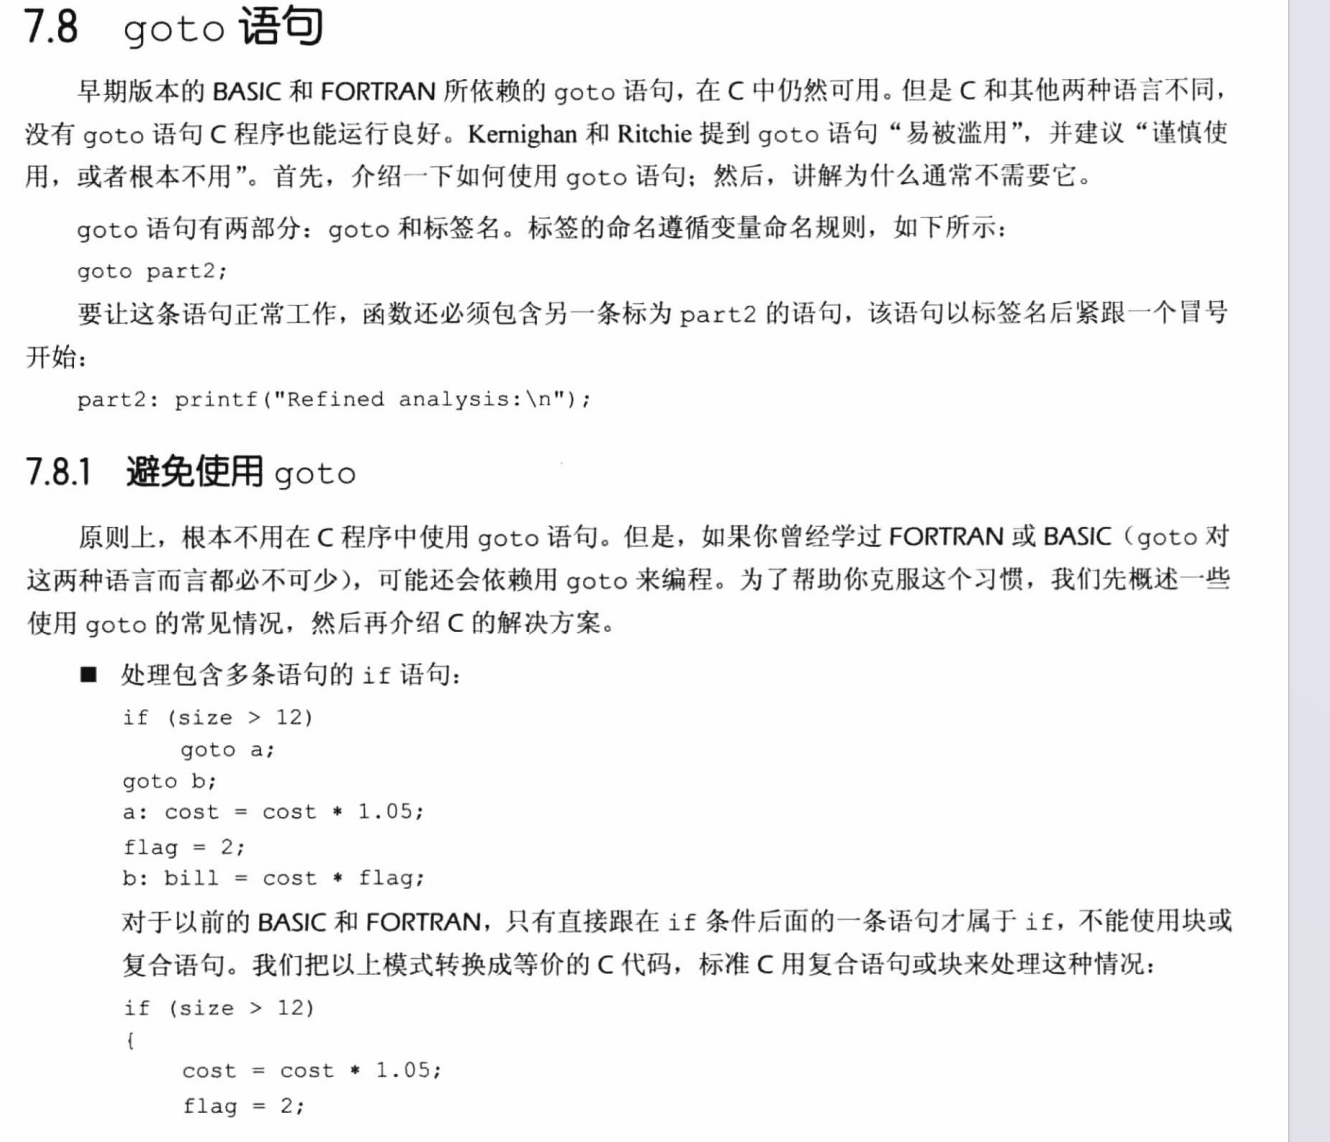 7.8 goto 语句
早期版本的 BASIC 和 FORTRAN 所依赖的 goto 语句，在 C 中仍然可用。但是 C 和其他两种语言不同，
没有 goto 语句 C 程序也能运行良好。Kernighan 和 Ritchie 提到 goto 语句“易被滥用”，并建议“谨慎使
用，或者根本不用”。首先，介绍一下如何使用 goto 语句；然后，讲解为什么通常不需要它。
goto 语句有两部分：goto 和标签名。标签的命名遵循变量命名规则，如下所示：
goto part2;
要让这条语句正常工作，函数还必须包含另一条标为 part2 的语句，该语句以标签名后紧跟一个冒号
开始：
part2: printf("Refined analysis:\n");
7.8.1 避免使用 goto
原则上，根本不用在 C 程序中使用 goto 语句。但是，如果你曾经学过 FORTRAN 或 BASIC（goto 对
这两种语言而言都必不可少），可能还会依赖用 goto 来编程。为了帮助你克服这个习惯，我们先概述一些
使用 goto 的常见情况，然后再介绍 C 的解决方案。
■ 处理包含多条语句的 if 语句：
if (size > 12)
    goto a;
goto b;
a: cost = cost * 1.05;
flag = 2;
b: bill = cost * flag;
对于以前的 BASIC 和 FORTRAN，只有直接跟在 if 条件后面的一条语句才属于 if，不能使用块或
复合语句。我们把以上模式转换成等价的 C 代码，标准 C 用复合语句或块来处理这种情况：
if (size > 12)
{
    cost = cost * 1.05;
    flag = 2;